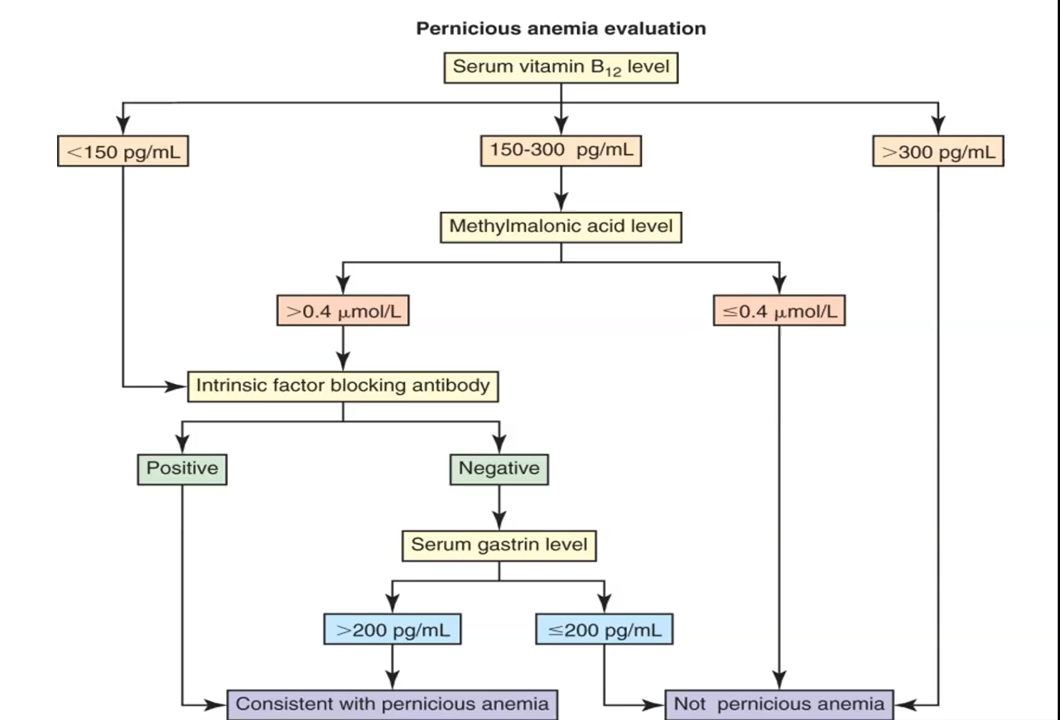 Pernicious anemia evaluation
Serum vitamin B₁₂ level
<150 pg/mL
150-300 pg/mL
>300 pg/mL
Methylmalonic acid level
>0.4 μmol/L
≤0.4 μmol/L
Intrinsic factor blocking antibody
Positive
Negative
Serum gastrin level
>200 pg/mL
≤200 pg/mL
Consistent with pernicious anemia
Not pernicious anemia